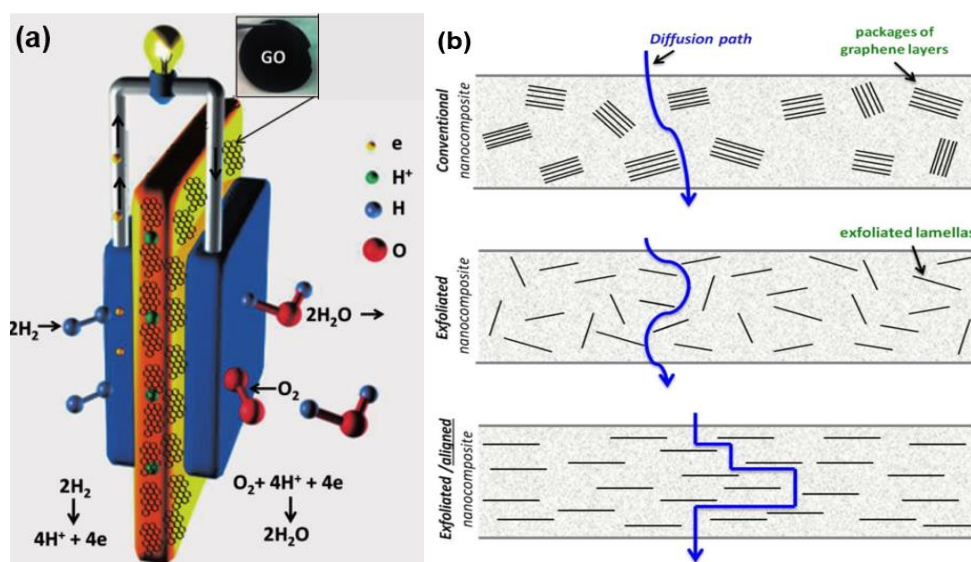 (a)
GO
e
H+
H
O
2H₂
2H₂O
O₂
2H₂
4H⁺ + 4e
O₂+ 4H⁺ + 4e
2H₂O
(b)
Diffusion path
packages of
graphene layers
Conventional
nanocomposite
exfoliated lamellas
Exfoliated
nanocomposite
Exfoliated /aligned
nanocomposite